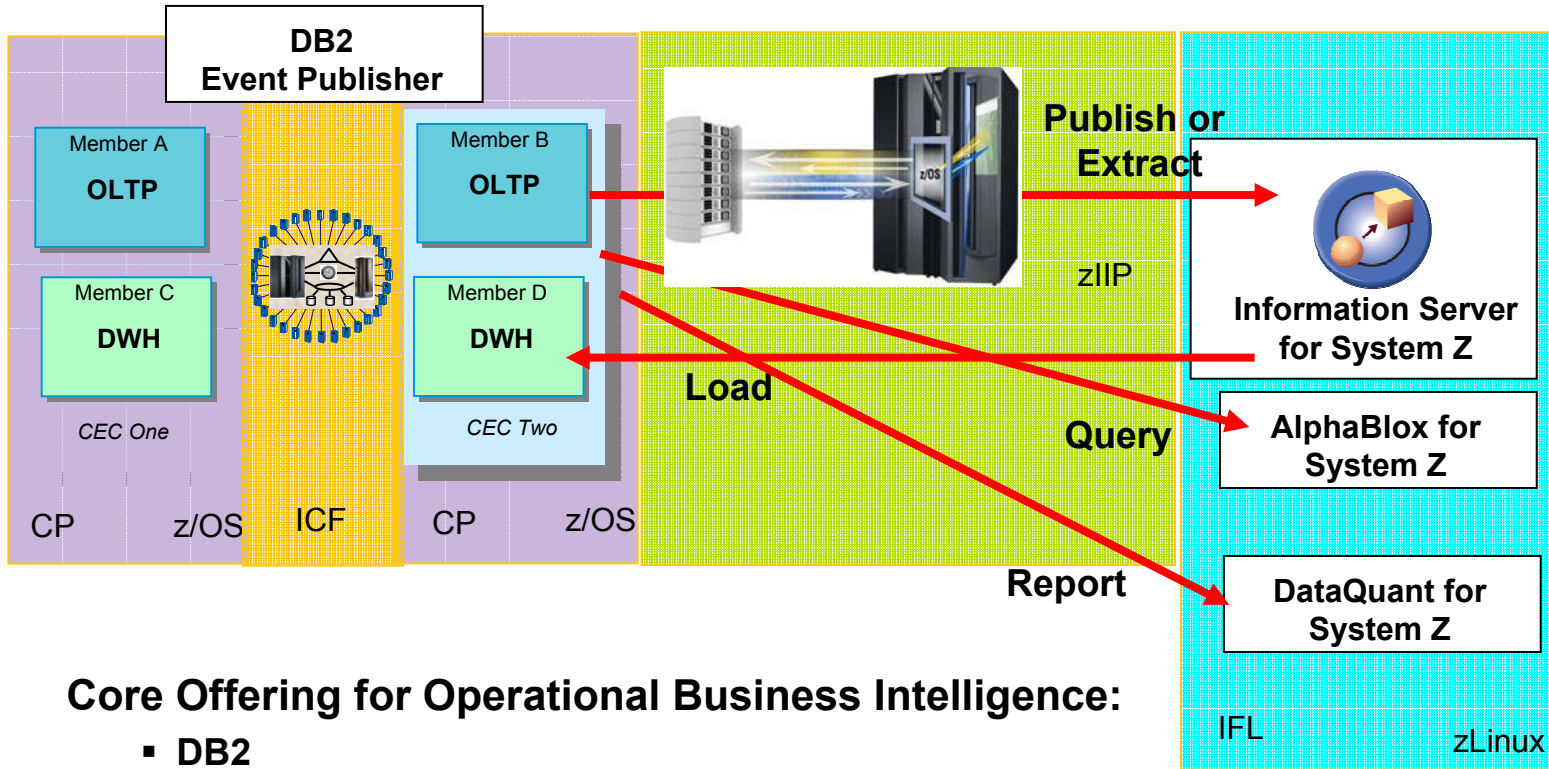 DB2
Event Publisher
Member A
OLTP
Member C
DWH
CEC One
CP
z/OS
ICF
Member B
OLTP
Member D
DWH
CEC Two
CP
z/OS
z/OS
Publish or
Extract
zIIP
Load
Query
Report
Information Server
for System Z
AlphaBlox for
System Z
DataQuant for
System Z
IFL
zLinux
Core Offering for Operational Business Intelligence:
▪ DB2